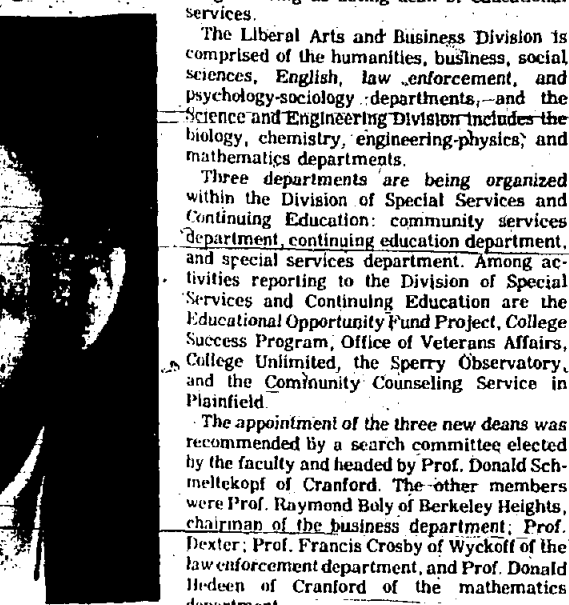 services.
The Liberal Arts and Business Division is
comprised of the humanities, business, social
sciences, English, law enforcement, and
psychology-sociology departments, and the
Science and Engineering Division includes the
biology, chemistry, engineering-physics, and
mathematics departments.
Three departments are being organized
within the Division of Special Services and
Continuing Education: community services
department, continuing education department,
and special services department. Among ac-
tivities reporting to the Division of Special
Services and Continuing Education are the
Educational Opportunity Fund Project, College
Success Program, Office of Veterans Affairs,
College Unlimited, the Sperry Observatory,
and the Community Counseling Service in
Plainfield
The appointment of the three new deans was
recommended by a search committee elected
by the faculty and headed by Prof. Donald Sch-
meltekopf of Cranford. The other members
were Prof. Raymond Boly of Berkeley Heights,
chairman of the business department; Prof.
Dexter; Prof. Francis Crosby of Wyckoff of the
law enforcement department, and Prof. Donald
Hedeen of Cranford of the mathematics